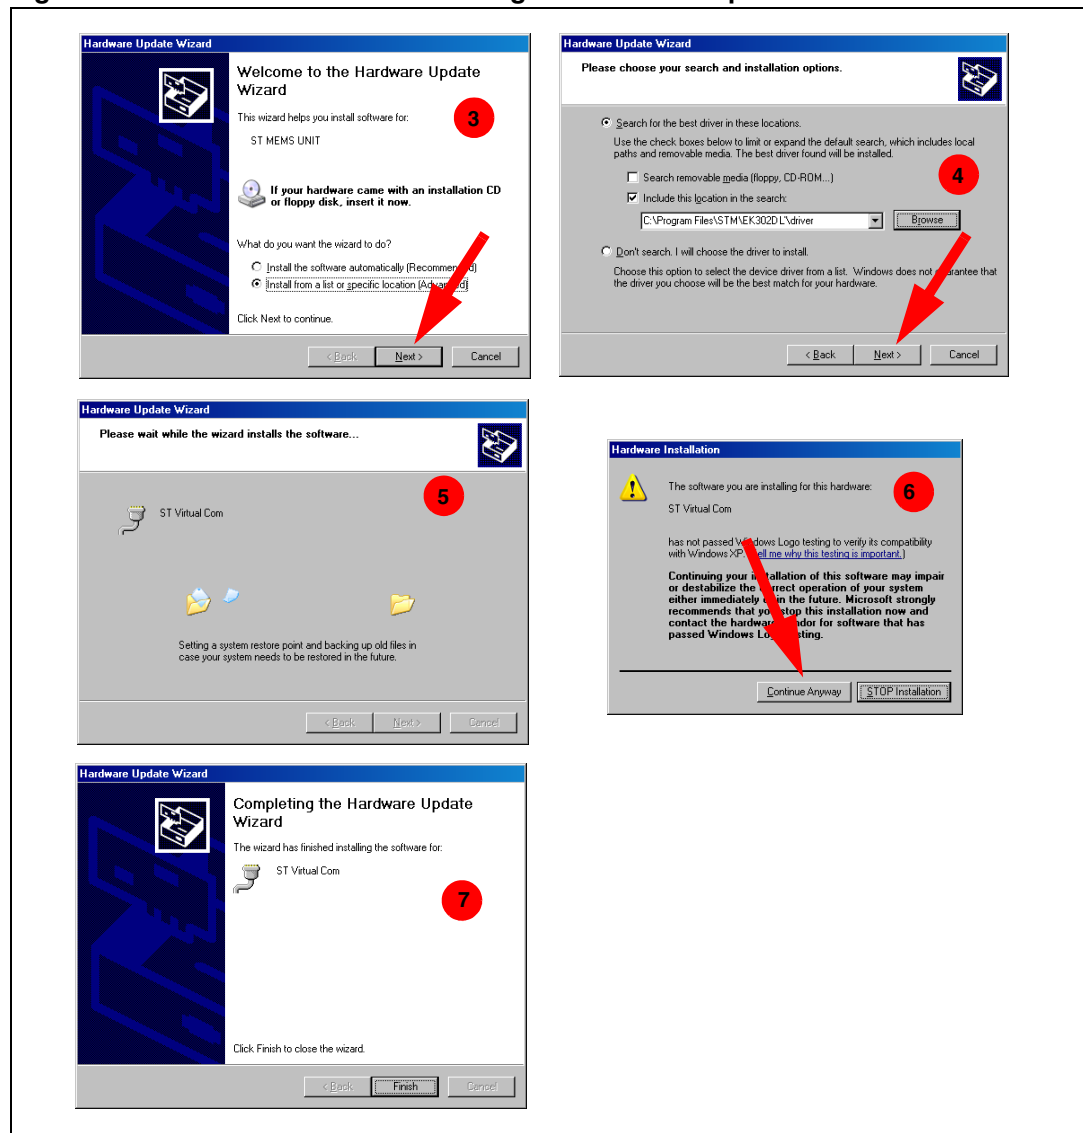 Hardware Update Wizard
Welcome to the Hardware Update
Wizard
3
This wizard helps you install software for:
ST MEMS UNIT
If your hardware came with an installation CD
or floppy disk, insert it now.
What do you want the wizard to do?
Install the software automatically (Recommended)
Install from a list or specific location (Advanced)
Click Next to continue.
< Back
Next >
Cancel
Hardware Update Wizard
Please choose your search and installation options.
Search for the best driver in these locations.
Use the check boxes below to limit or expand the default search, which includes local
paths and removable media. The best driver found will be installed.
4
Search removable media (floppy, CD-ROM...)
Include this location in the search:
C:\Program Files\STM\EK302DL'\driver
Browse
Don't search. I will choose the driver to install.
Choose this option to select the device driver from a list. Windows does not guarantee that
the driver you choose will be the best match for your hardware.
< Back
Next >
Cancel
Hardware Update Wizard
Please wait while the wizard installs the software...
5
ST Virtual Com
Setting a system restore point and backing up old files in
case your system needs to be restored in the future.
< Back
Next >
Cancel
Hardware Installation
The software you are installing for this hardware:
6
ST Virtual Com
has not passed Windows Logo testing to verify its compatibility
with Windows XP. (Tell me why this testing is important.)
Continuing your installation of this software may impair
or destabilize the correct operation of your system
either immediately or in the future. Microsoft strongly
recommends that you stop this installation now and
contact the hardware vendor for software that has
passed Windows Logo testing.
Continue Anyway
STOP Installation
Hardware Update Wizard
Completing the Hardware Update
Wizard
The wizard has finished installing the software for:
ST Virtual Com
7
Click Finish to close the wizard.
< Back
Finish
Cancel